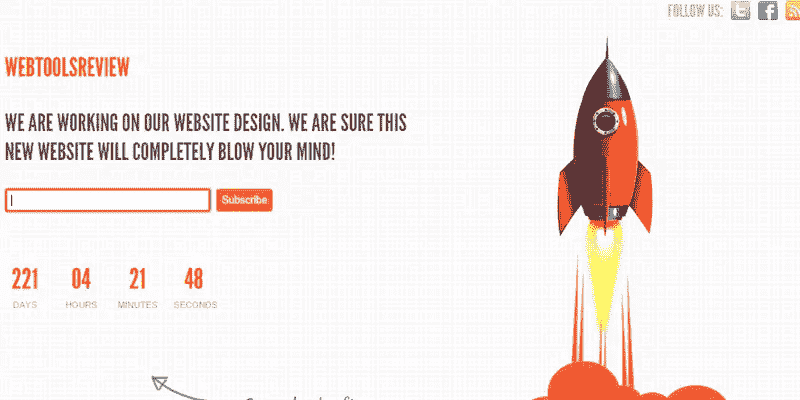 FOLLOW US:
WEBTOOLSREVIEW
WE ARE WORKING ON OUR WEBSITE DESIGN. WE ARE SURE THIS
NEW WEBSITE WILL COMPLETELY BLOW YOUR MIND!
Subscribe
221 04 21 48
DAYS HOURS MINUTES SECONDS